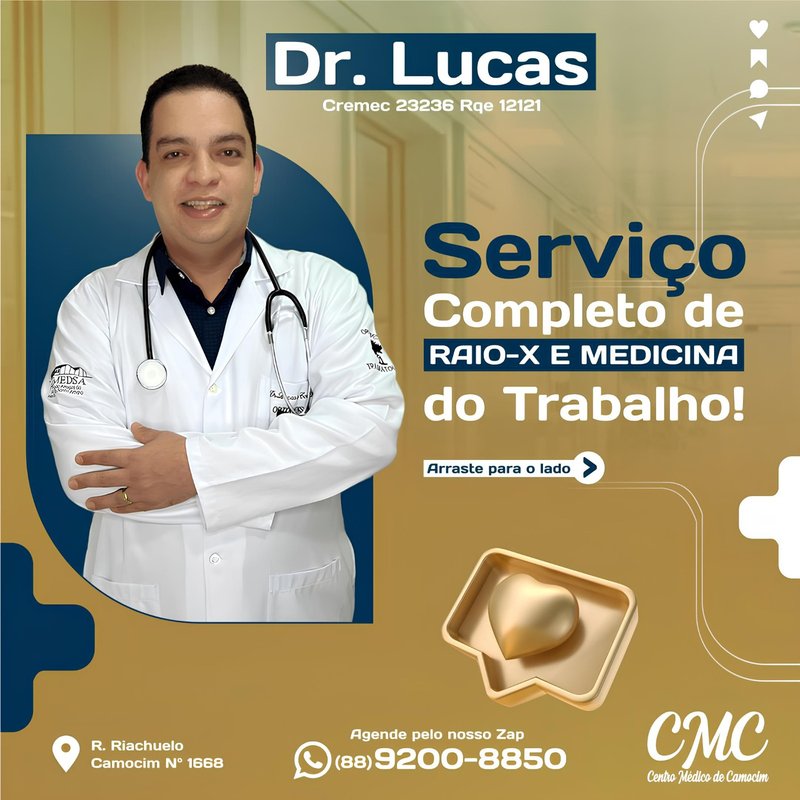 Dr. Lucas
Cremec 23236 Rqe 12121
Serviço
Completo de
RAIO-X E MEDICINA
do Trabalho!
Arraste para o lado
MEDSA
R. Riachuelo
Camocim Nº 1668
Agende pelo nosso Zap
(88)9200-8850
CMC
Centro Médico de Camocim